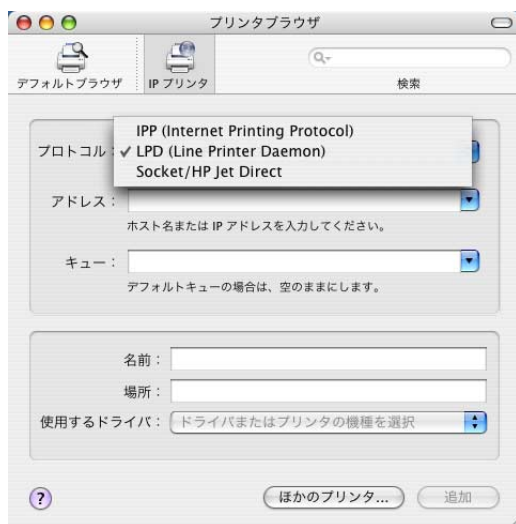 プリンタブラウザ
デフォルトブラウザ
IP プリンタ
検索
プロトコル：
IPP (Internet Printing Protocol)
✓ LPD (Line Printer Daemon)
Socket/HP Jet Direct
アドレス：
ホスト名または IP アドレスを入力してください。
キュー：
デフォルトキューの場合は、空のままにします。
名前：
場所：
使用するドライバ： ドライバまたはプリンタの機種を選択
? ほかのプリンタ... 追加